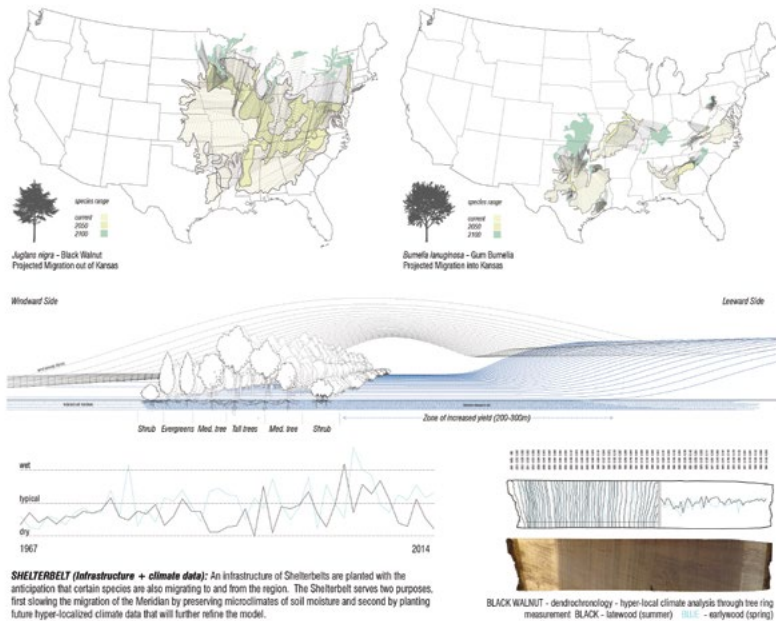 species range
current
2050
2100
Juglans nigra – Black Walnut
Projected Migration out of Kansas
species range
current
2050
2100
Bumelia lanuginosa – Gum Bumelia
Projected Migration into Kansas
Windward Side
Leeward Side
Shrub Evergreens Med. tree Tall trees Med. tree Shrub
Zone of increased yield (200-300m)
wet
typical
dry
1967
2014
SHELTERBELT (Infrastructure + climate data): An infrastructure of Shelterbelts are planted with the
anticipation that certain species are also migrating to and from the region. The Shelterbelt serves two purposes,
first slowing the migration of the Meridian by preserving microclimates of soil moisture and second by planting
future hyper-localized climate data that will further refine the model.
BLACK WALNUT - dendrochronology - hyper-local climate analysis through tree ring
measurement BLACK – latewood (summer) BLUE – earlywood (spring)